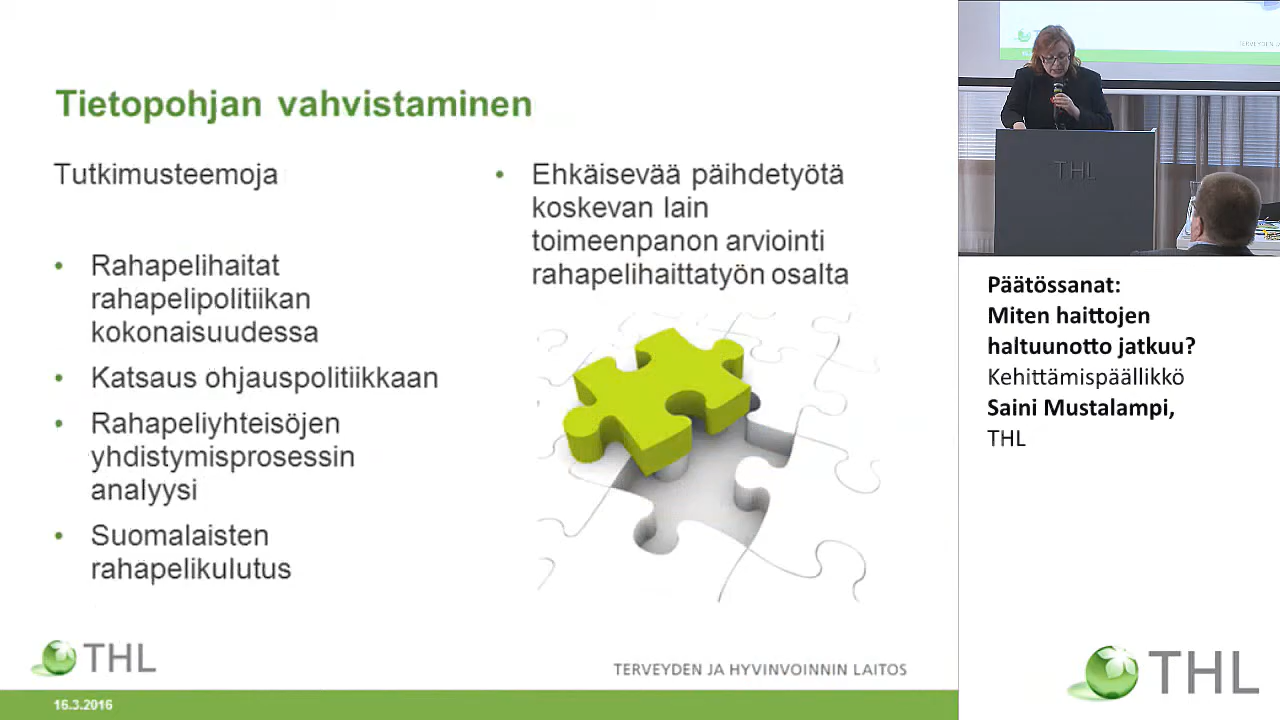 Tietopohjan vahvistaminen
Tutkimusteemoja
• Rahapelihaitat
rahapelipolitiikan
kokonaisuudessa
• Katsaus ohjauspolitiikkaan
• Rahapeliyhteisöjen
yhdistymisprosessin
analyysi
• Suomalaisten
rahapelikulutus
• Ehkäisevää päihdetyötä
koskevan lain
toimeenpanon arviointi
rahapelihaittatyön osalta
THL
TERVEYDEN JA HYVINVOINNIN LAITOS
16.3.2016
THL
Päätössanat:
Miten haittojen
haltuunotto jatkuu?
Kehittämispäällikkö
Saini Mustalampi,
THL
THL